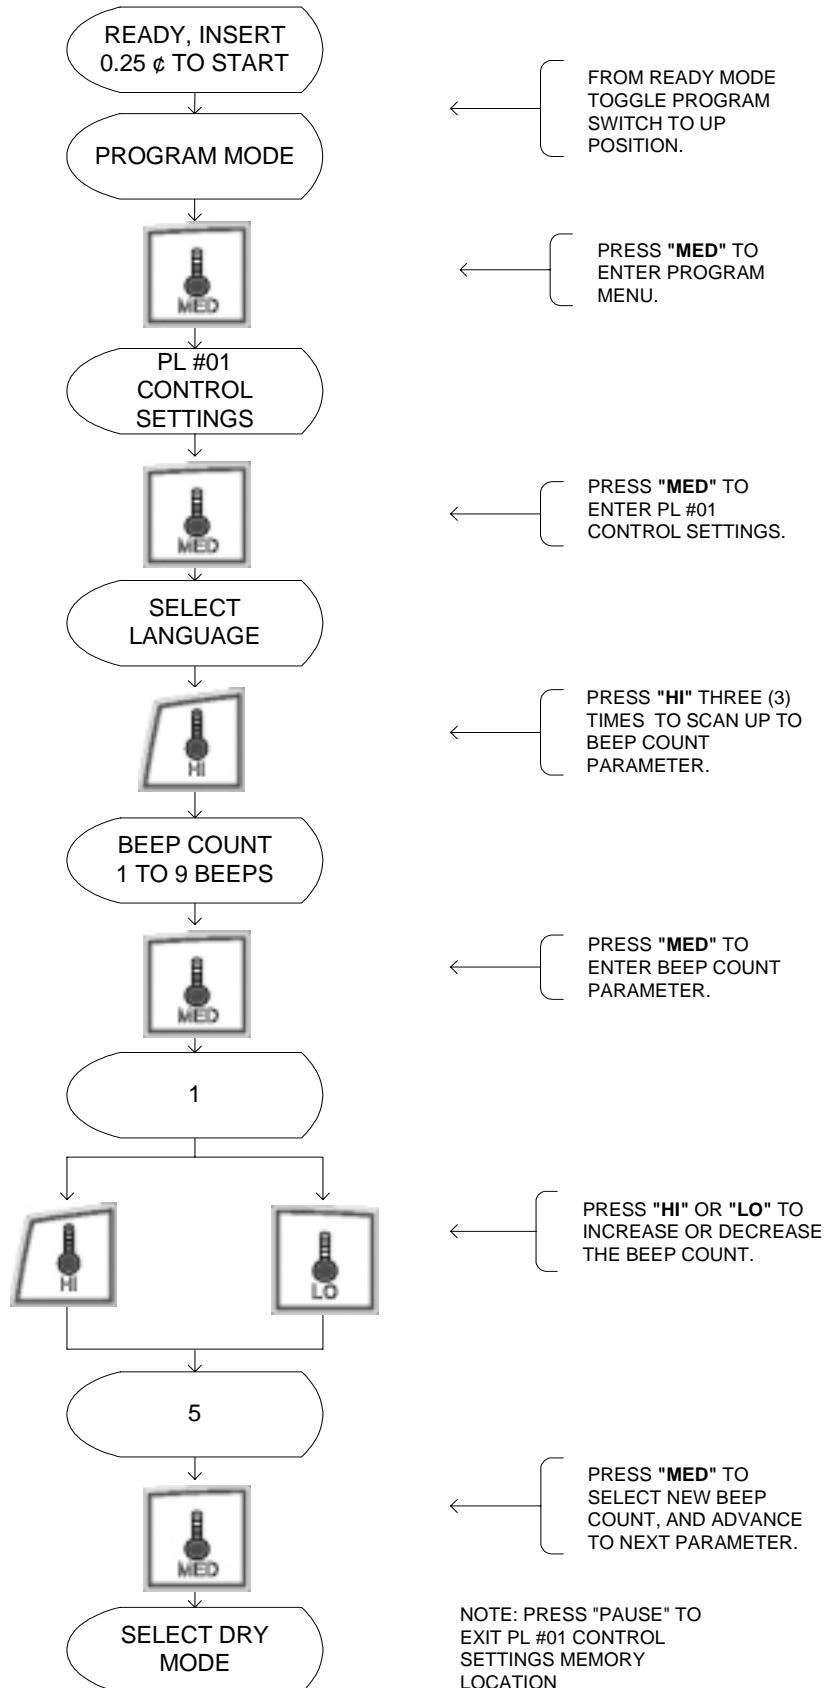 READY, INSERT
0.25 ¢ TO START
FROM READY MODE
TOGGLE PROGRAM
SWITCH TO UP
POSITION.
PROGRAM MODE
MED
PRESS "MED" TO
ENTER PROGRAM
MENU.
PL #01
CONTROL
SETTINGS
MED
PRESS "MED" TO
ENTER PL #01
CONTROL SETTINGS.
SELECT
LANGUAGE
HI
PRESS "HI" THREE (3)
TIMES TO SCAN UP TO
BEEP COUNT
PARAMETER.
BEEP COUNT
1 TO 9 BEEPS
MED
PRESS "MED" TO
ENTER BEEP COUNT
PARAMETER.
1
HI
LO
PRESS "HI" OR "LO" TO
INCREASE OR DECREASE
THE BEEP COUNT.
5
MED
PRESS "MED" TO
SELECT NEW BEEP
COUNT, AND ADVANCE
TO NEXT PARAMETER.
SELECT DRY
MODE
NOTE: PRESS "PAUSE" TO
EXIT PL #01 CONTROL
SETTINGS MEMORY
LOCATION